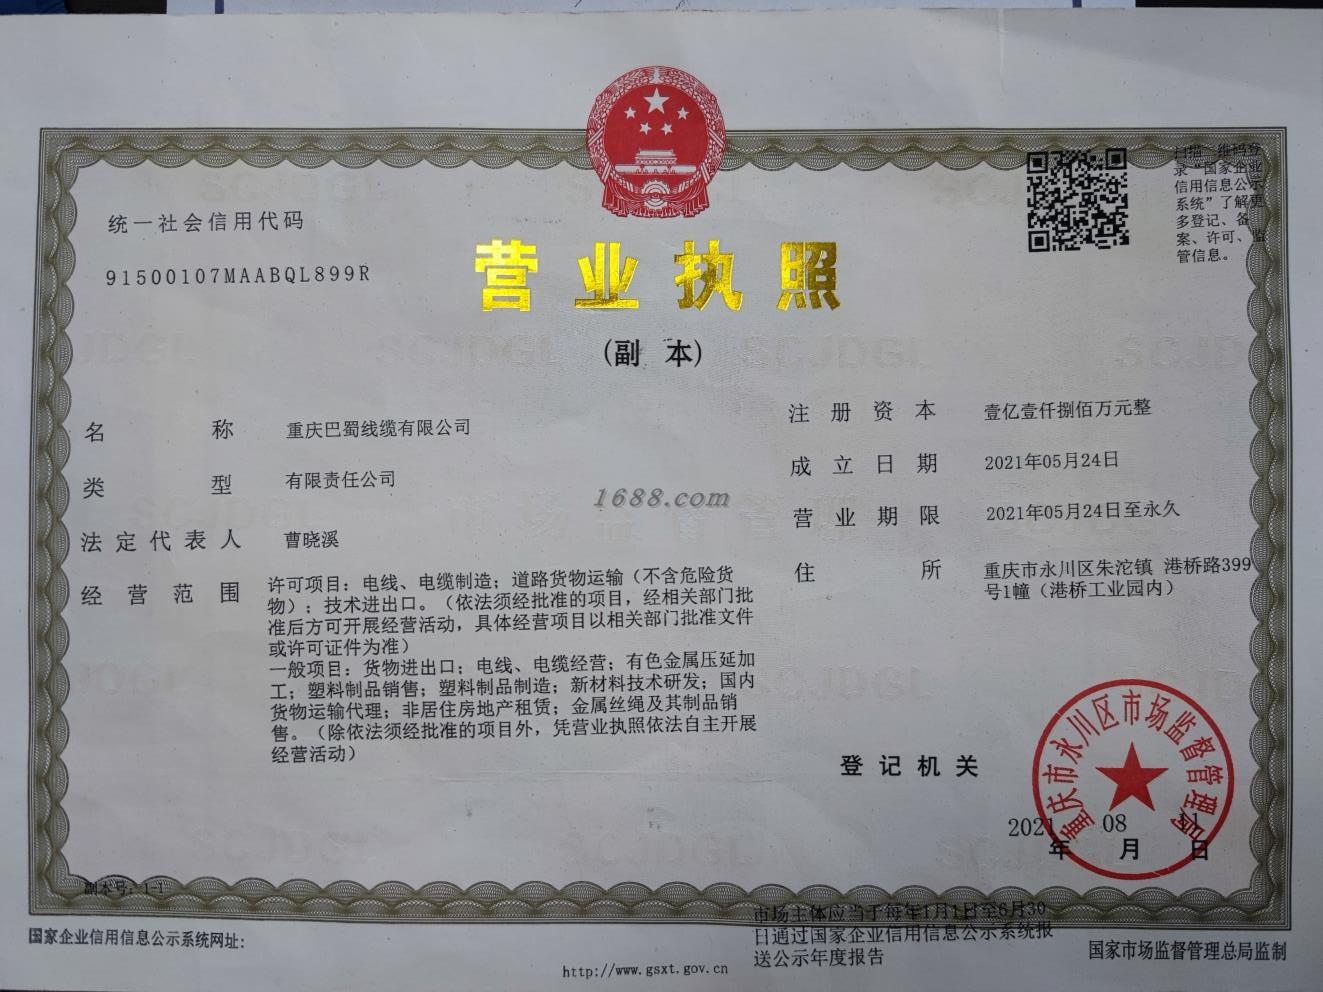 统一社会信用代码
91500107MAABQL899R
扫描二维码登
录“国家企业
信用信息公示
系统”了解更
多登记、备
案、许可、监
管信息。
营业执照
(副 本)
名 称 重庆巴蜀线缆有限公司
类 型 有限责任公司
法定代表人 曹晓溪
经营范围 许可项目：电线、电缆制造；道路货物运输（不含危险货
物）；技术进出口。（依法须经批准的项目，经相关部门批
准后方可开展经营活动，具体经营项目以相关部门批准文件
或许可证件为准）
一般项目：货物进出口；电线、电缆经营；有色金属压延加
工；塑料制品销售；塑料制品制造；新材料技术研发；国内
货物运输代理；非居住房地产租赁；金属丝绳及其制品销
售。（除依法须经批准的项目外，凭营业执照依法自主开展
经营活动）
注册资本 壹亿壹仟捌佰万元整
成立日期 2021年05月24日
营业期限 2021年05月24日至永久
住 所 重庆市永川区朱沱镇 港桥路399
号1幢（港桥工业园内）
1688.com
登记机关
重庆市永川区市场监督管理局
2021 08 11
年 月 日
副本号：1-1
国家企业信用信息公示系统网址：
http://www.gsxt.gov.cn
市场主体应当于每年1月1日至6月30
日通过国家企业信用信息公示系统报
送公示年度报告
国家市场监督管理总局监制